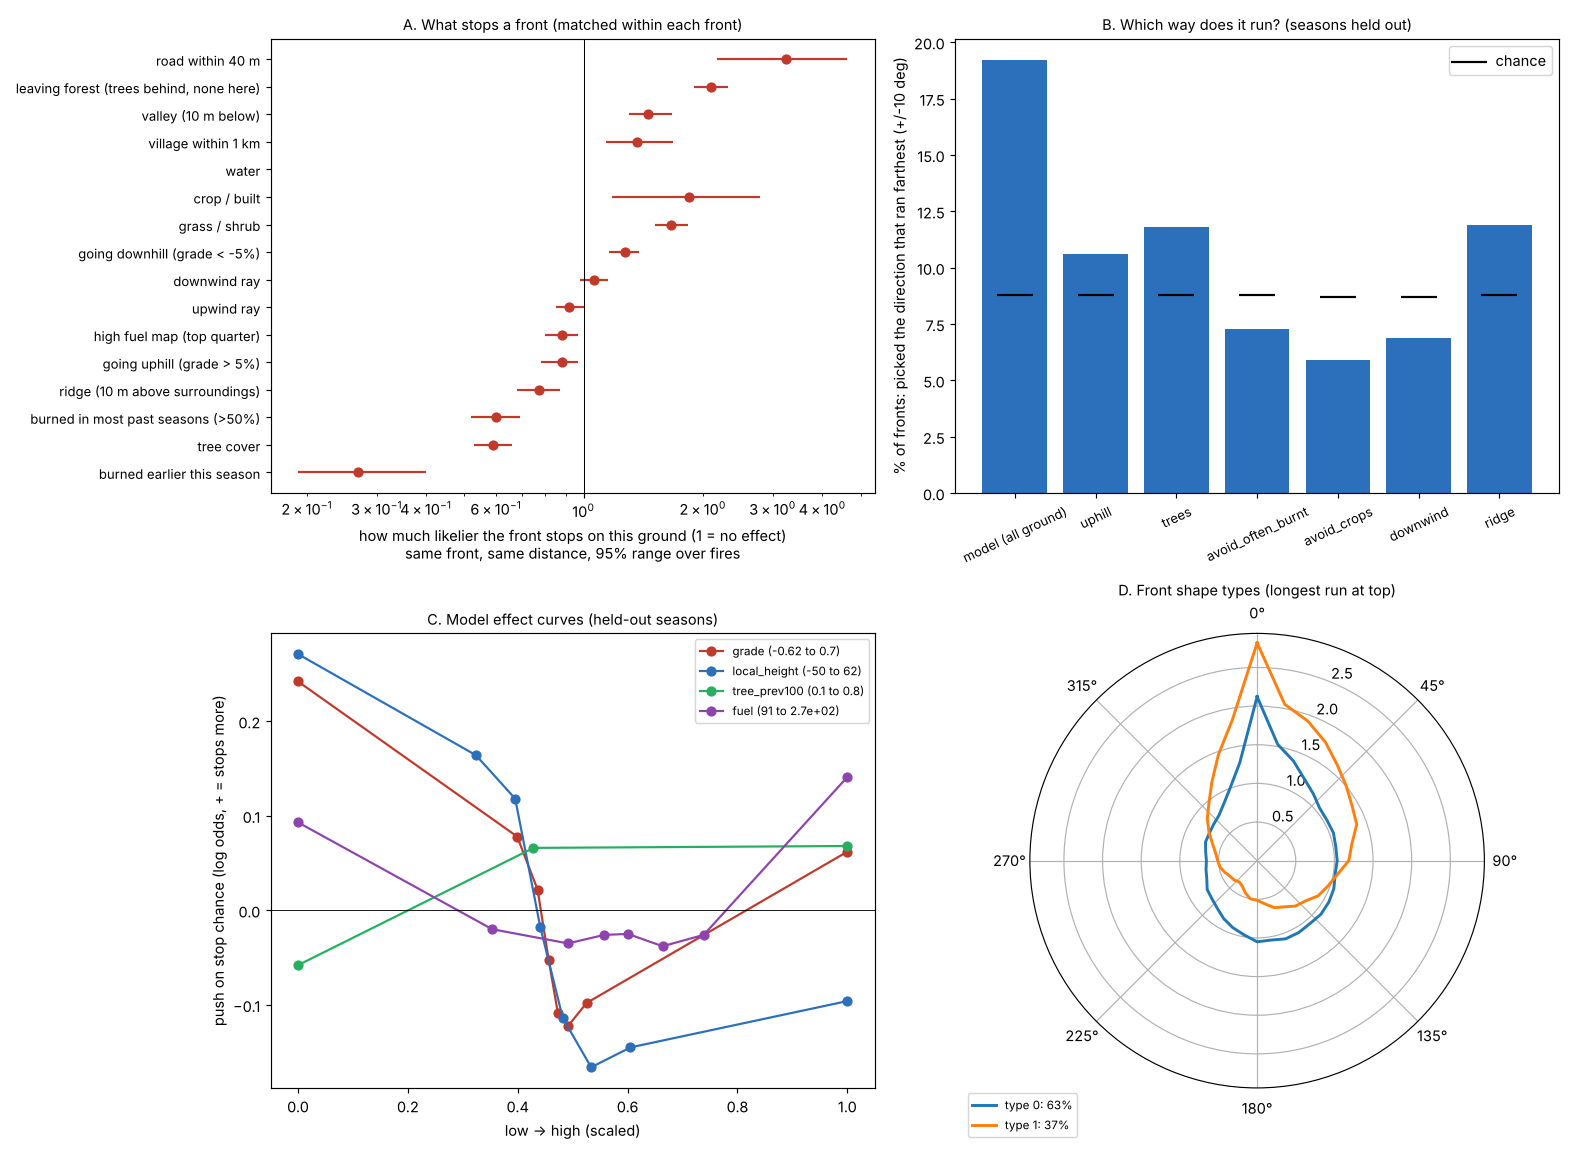 A. What stops a front (matched within each front)
road within 40 m
leaving forest (trees behind, none here)
valley (10 m below)
village within 1 km
water
crop / built
grass / shrub
going downhill (grade < -5%)
downwind ray
upwind ray
high fuel map (top quarter)
going uphill (grade > 5%)
ridge (10 m above surroundings)
burned in most past seasons (>50%)
tree cover
burned earlier this season
2 × 10⁻¹ 3 × 10⁻¹ 4 × 10⁻¹ 6 × 10⁻¹ 10⁰ 2 × 10⁰ 3 × 10⁰ 4 × 10⁰
how much likelier the front stops on this ground (1 = no effect)
same front, same distance, 95% range over fires
B. Which way does it run? (seasons held out)
% of fronts: picked the direction that ran farthest (+/-10 deg)
20.0
17.5
15.0
12.5
10.0
7.5
5.0
2.5
0.0
chance
model (all ground)
uphill
trees
avoid_often_burnt
avoid_crops
downwind
ridge
C. Model effect curves (held-out seasons)
push on stop chance (log odds, + = stops more)
0.2
0.1
0.0
−0.1
grade (-0.62 to 0.7)
local_height (-50 to 62)
tree_prev100 (0.1 to 0.8)
fuel (91 to 2.7e+02)
0.0 0.2 0.4 0.6 0.8 1.0
low → high (scaled)
D. Front shape types (longest run at top)
0°
315°
45°
2.5
2.0
1.5
1.0
0.5
270°
90°
225°
135°
180°
type 0: 63%
type 1: 37%